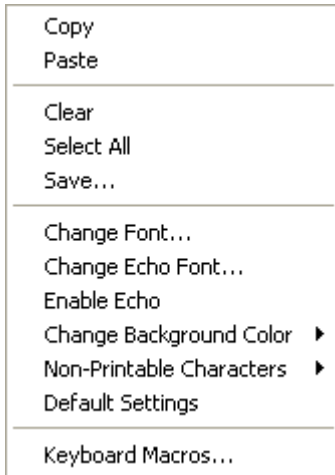 Copy
Paste
Clear
Select All
Save...
Change Font...
Change Echo Font...
Enable Echo
Change Background Color
Non-Printable Characters
Default Settings
Keyboard Macros...